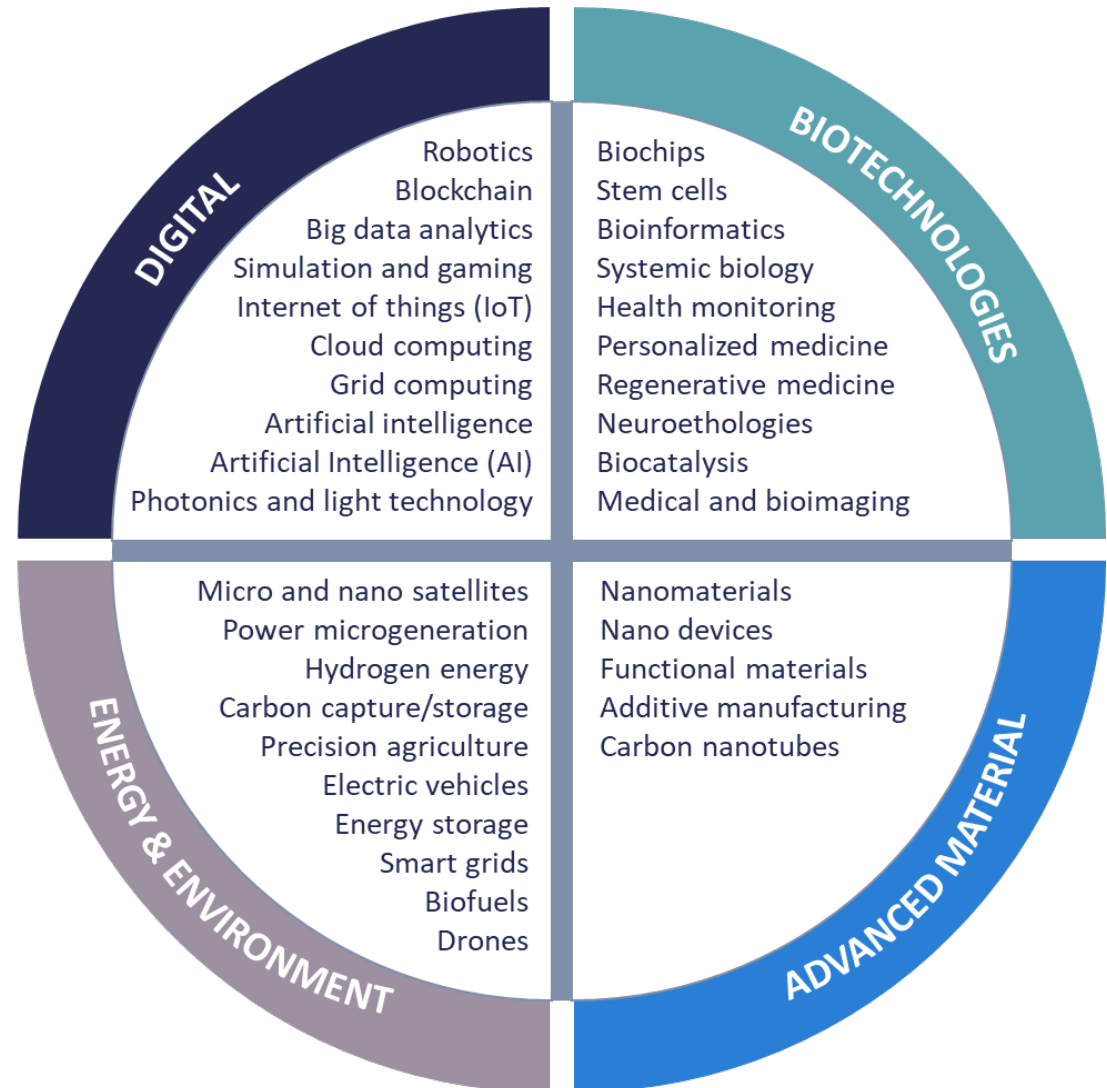 DIGITAL
Robotics
Blockchain
Big data analytics
Simulation and gaming
Internet of things (IoT)
Cloud computing
Grid computing
Artificial intelligence
Artificial Intelligence (AI)
Photonics and light technology
BIOTECHNOLOGIES
Biochips
Stem cells
Bioinformatics
Systemic biology
Health monitoring
Personalized medicine
Regenerative medicine
Neuroethologies
Biocatalysis
Medical and bioimaging
ENERGY & ENVIRONMENT
Micro and nano satellites
Power microgeneration
Hydrogen energy
Carbon capture/storage
Precision agriculture
Electric vehicles
Energy storage
Smart grids
Biofuels
Drones
ADVANCED MATERIAL
Nanomaterials
Nano devices
Functional materials
Additive manufacturing
Carbon nanotubes